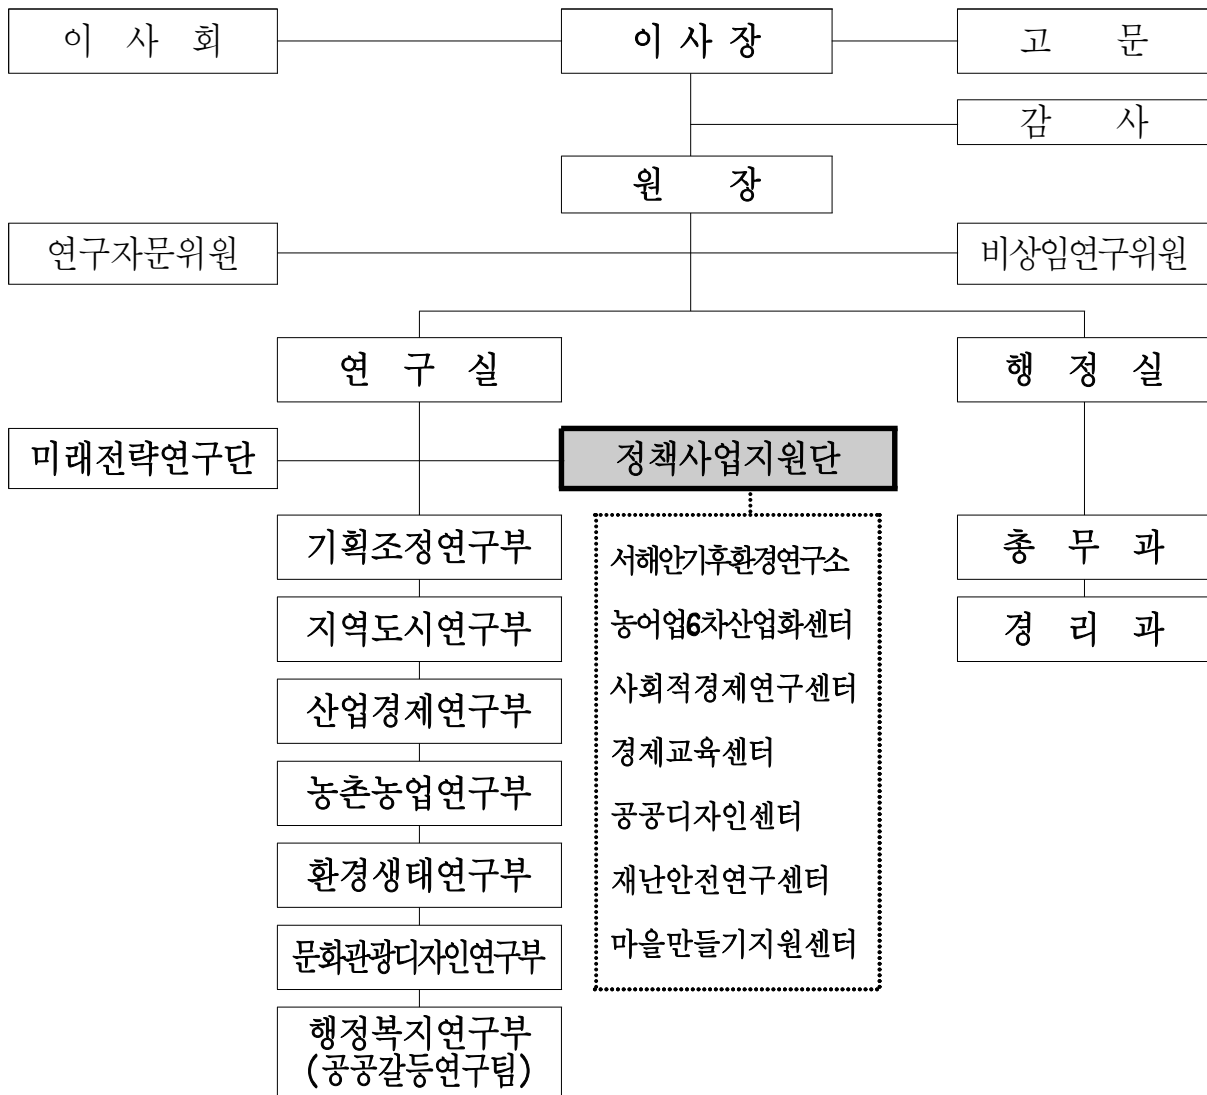 이 사 회
이 사 장
고 문
감 사
원 장
연구자문위원
비상임연구위원
연 구 실
행 정 실
미래전략연구단
정책사업지원단
기획조정연구부
지역도시연구부
산업경제연구부
농촌농업연구부
환경생태연구부
문화관광디자인연구부
행정복지연구부
(공공갈등연구팀)
서해안기후환경연구소
농어업6차산업화센터
사회적경제연구센터
경제교육센터
공공디자인센터
재난안전연구센터
마을만들기지원센터
총 무 과
경 리 과